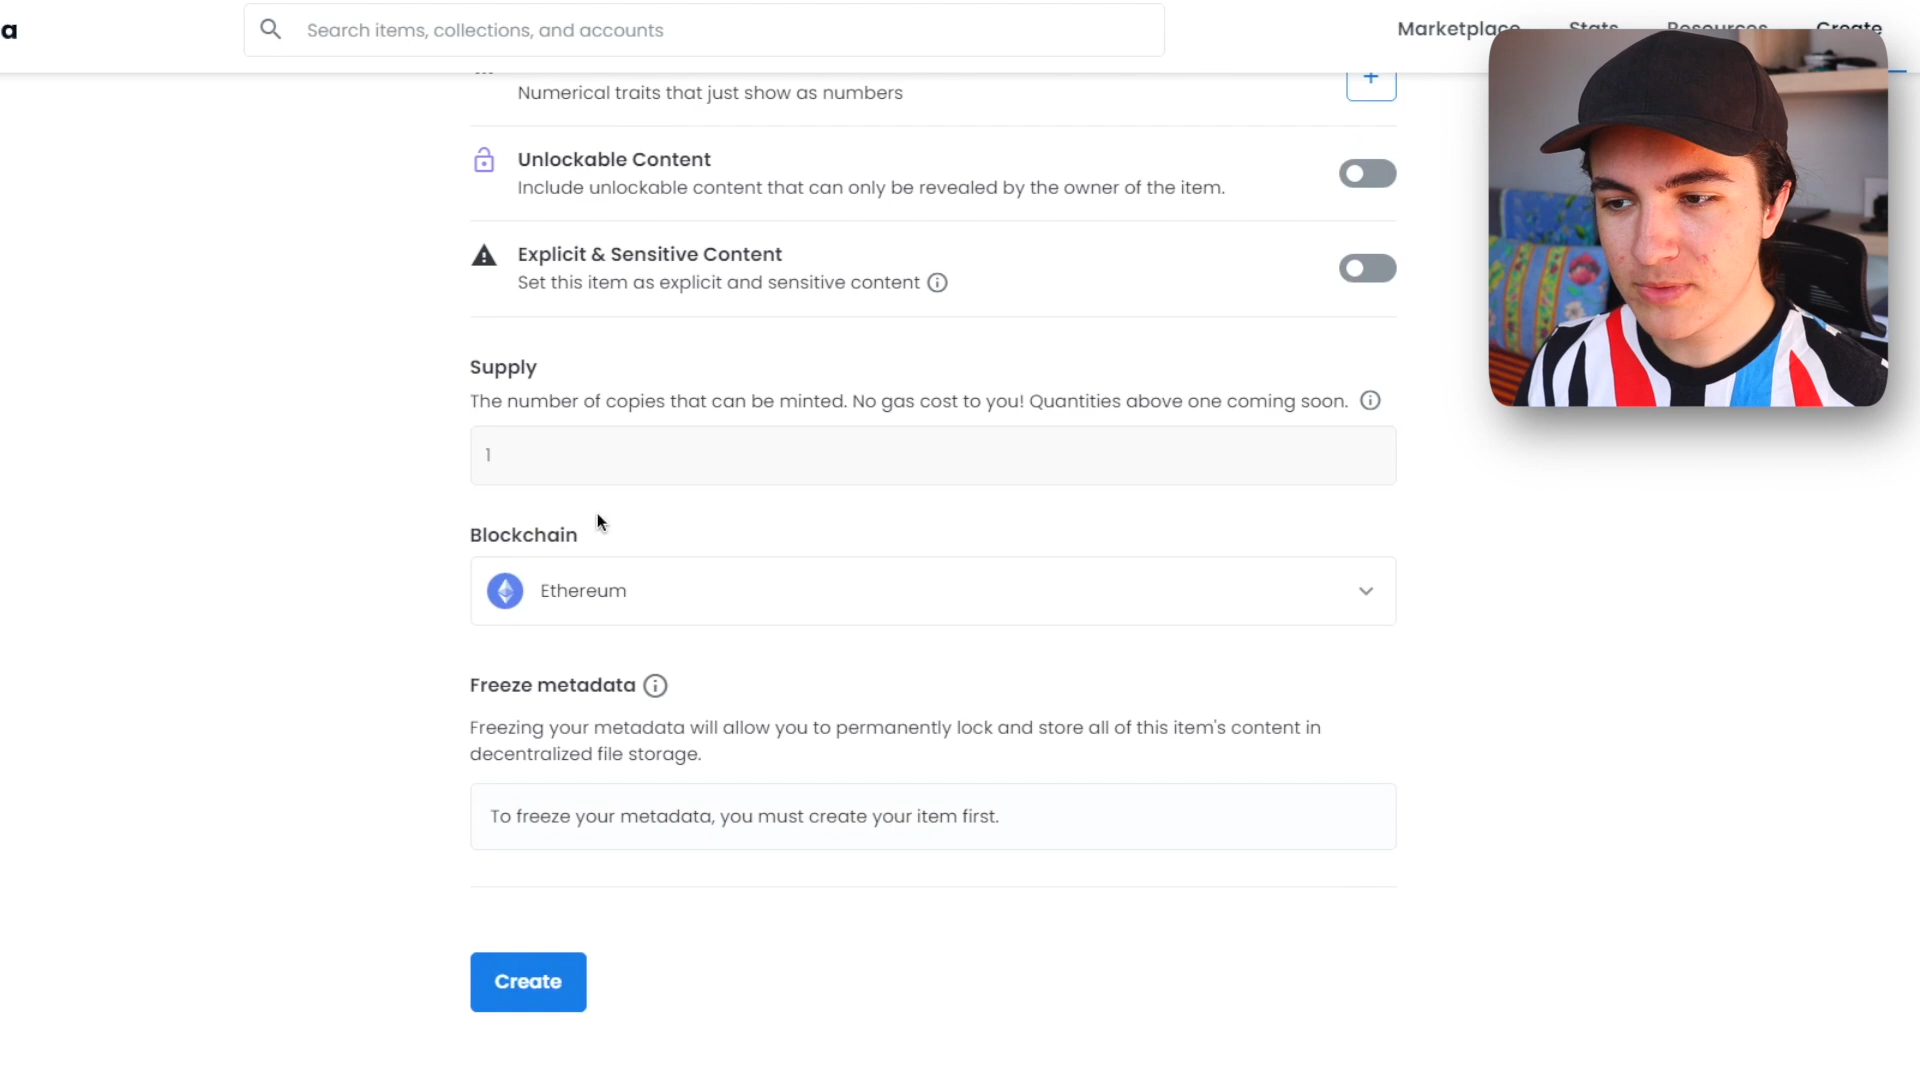 a
Search items, collections, and accounts
Marketplace Stats Resources Create
Numerical traits that just show as numbers
+
Unlockable Content
Include unlockable content that can only be revealed by the owner of the item.
Explicit & Sensitive Content
Set this item as explicit and sensitive content
Supply
The number of copies that can be minted. No gas cost to you! Quantities above one coming soon.
1
Blockchain
Ethereum
Freeze metadata
Freezing your metadata will allow you to permanently lock and store all of this item's content in
decentralized file storage.
To freeze your metadata, you must create your item first.
Create